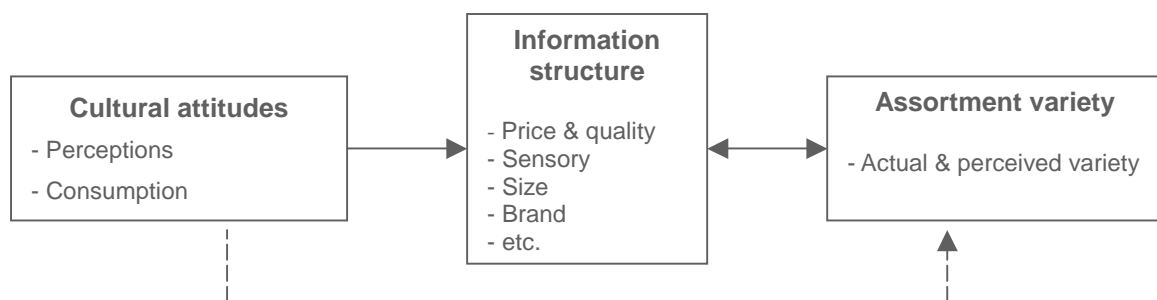 Cultural attitudes
- Perceptions
- Consumption
Information
structure
- Price & quality
- Sensory
- Size
- Brand
- etc.
Assortment variety
- Actual & perceived variety